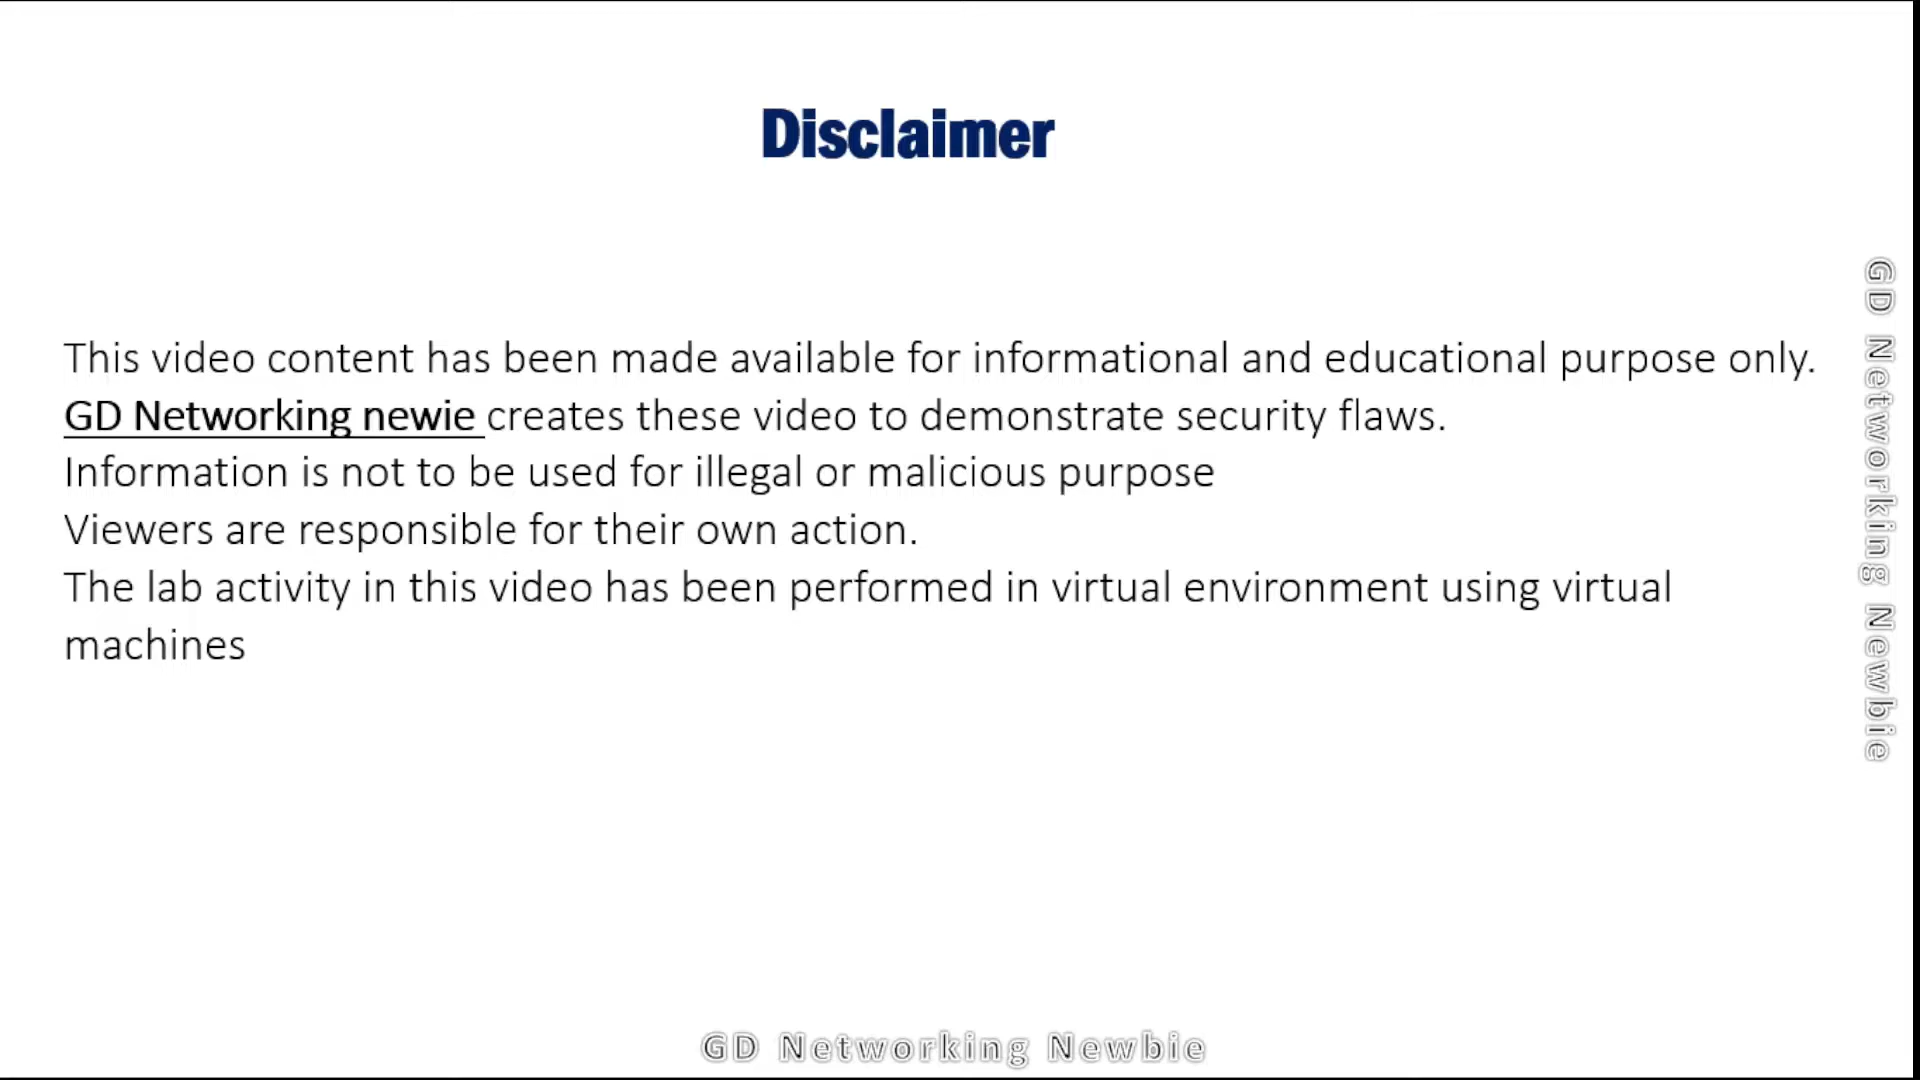 Disclaimer
This video content has been made available for informational and educational purpose only.
GD Networking newie creates these video to demonstrate security flaws.
Information is not to be used for illegal or malicious purpose
Viewers are responsible for their own action.
The lab activity in this video has been performed in virtual environment using virtual
machines
GD Networking Newbie
GD Networking Newbie